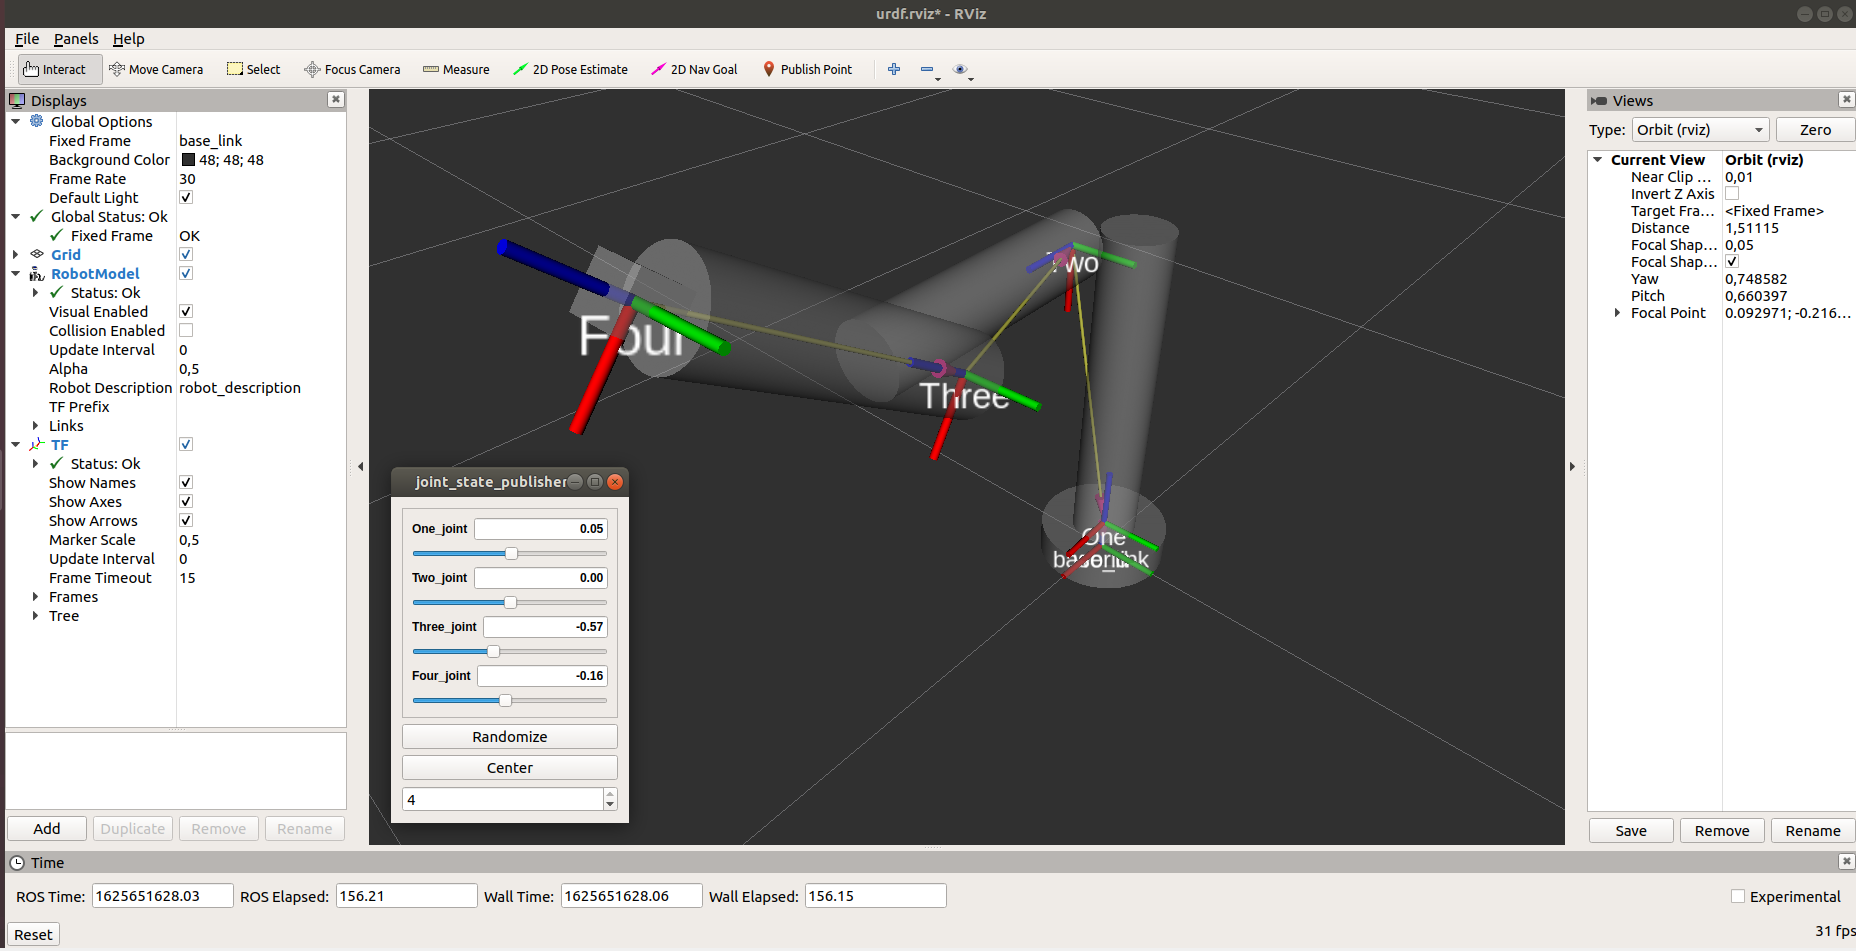 urdf.rviz* - RViz
File Panels Help
Interact Move Camera Select Focus Camera Measure 2D Pose Estimate 2D Nav Goal Publish Point
Displays
Global Options
Fixed Frame base_link
Background Color 48; 48; 48
Frame Rate 30
Default Light
Global Status: Ok
Fixed Frame OK
Grid
RobotModel
Status: Ok
Visual Enabled
Collision Enabled
Update Interval 0
Alpha 0,5
Robot Description robot_description
TF Prefix
Links
TF
Status: Ok
Show Names
Show Axes
Show Arrows
Marker Scale 0,5
Update Interval 0
Frame Timeout 15
Frames
Tree
Add Duplicate Remove Rename
Two
Four
Three
One
joint_state_publisher
One_joint 0.05
Two_joint 0.00
Three_joint -0.57
Four_joint -0.16
Randomize
Center
4
Views
Type: Orbit (rviz) Zero
Current View Orbit (rviz)
Near Clip ... 0,01
Invert Z Axis
Target Fra... <Fixed Frame>
Distance 1,51115
Focal Shap... 0,05
Focal Shap...
Yaw 0,748582
Pitch 0,660397
Focal Point 0.092971; -0.216...
Save Remove Rename
Time
ROS Time: 1625651628.03 ROS Elapsed: 156.21 Wall Time: 1625651628.06 Wall Elapsed: 156.15 Experimental
Reset 31 fps